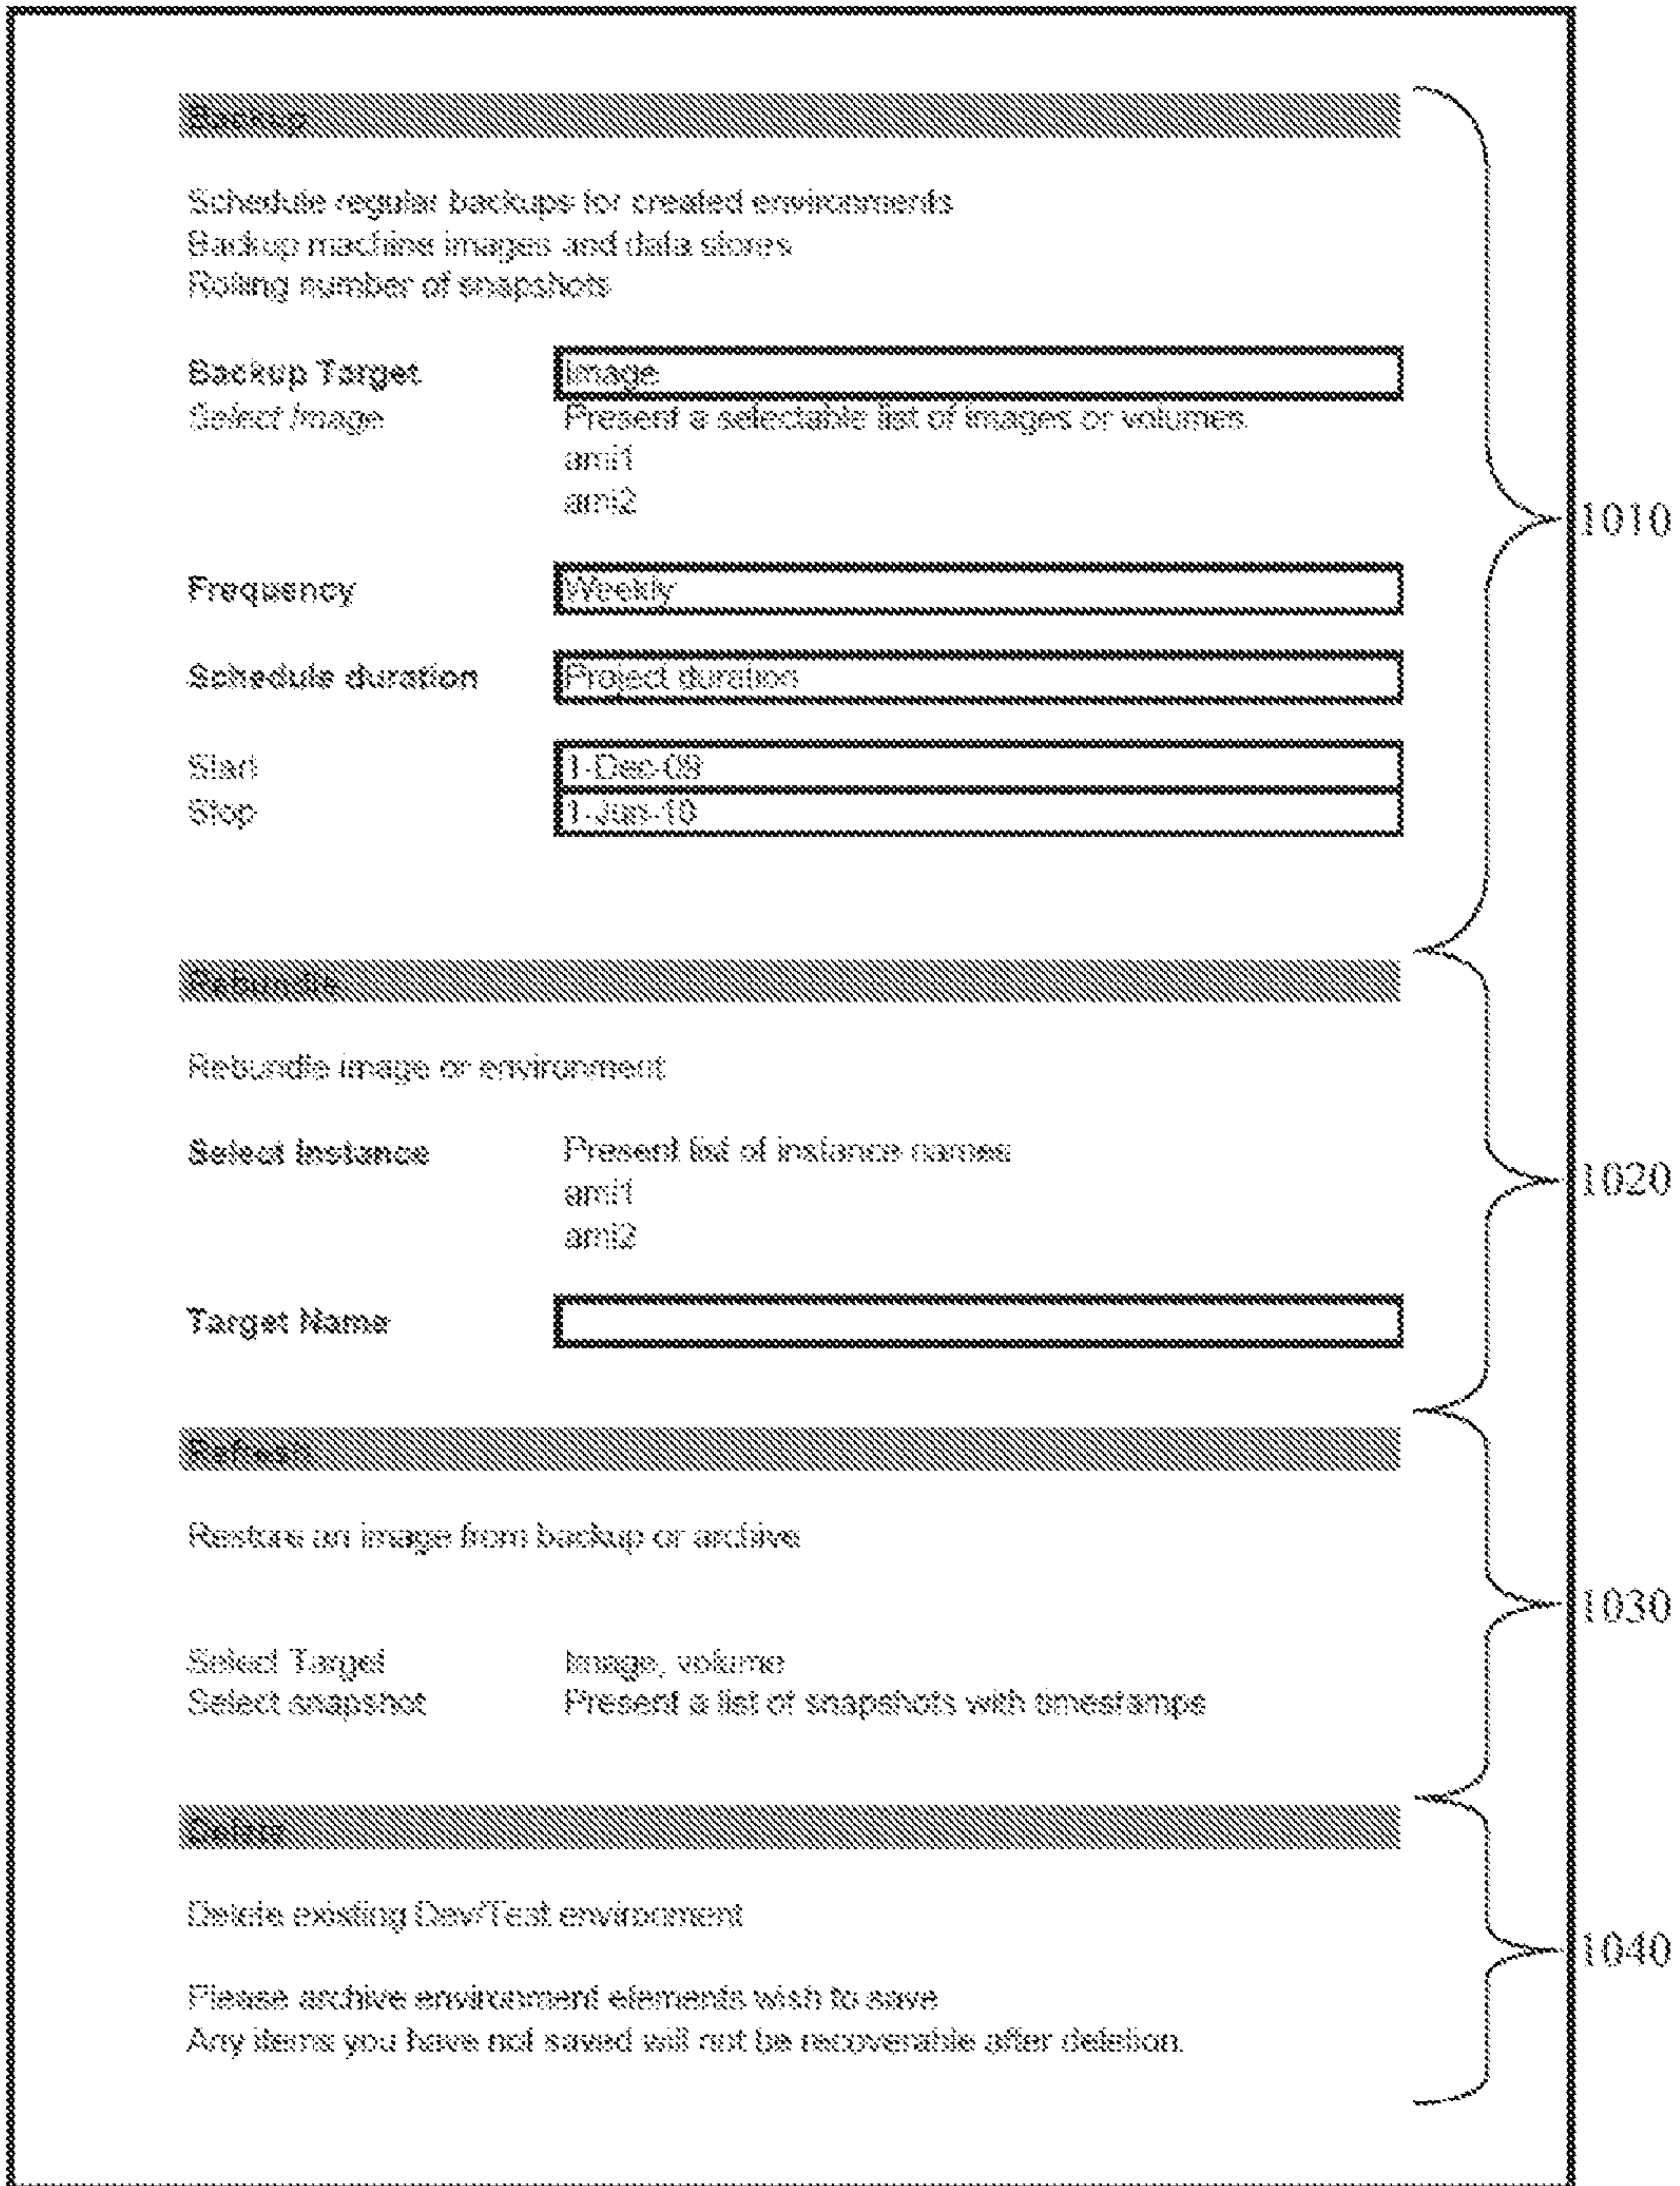 Backup
Schedule regular backups for created environments
Backup machine images and data stores
Rolling number of snapshots
Backup Target Image
Select Image Present a selectable list of images or volumes
ami1
ami2
1010
Frequency Weekly
Schedule duration Project duration
Start 1-Dec-09
Stop 1-Jun-10
Rebundle
Rebundle image or environment
Select Instance Present list of instance names
1020
ami1
ami2
Target Name
Refresh
Restore an image from backup or archive
1030
Select Target Image, volume
Select snapshot Present a list of snapshots with timestamps
Delete
Delete existing Dev/Test environment
1040
Please archive environment elements wish to save
Any items you have not saved will not be recoverable after deletion.